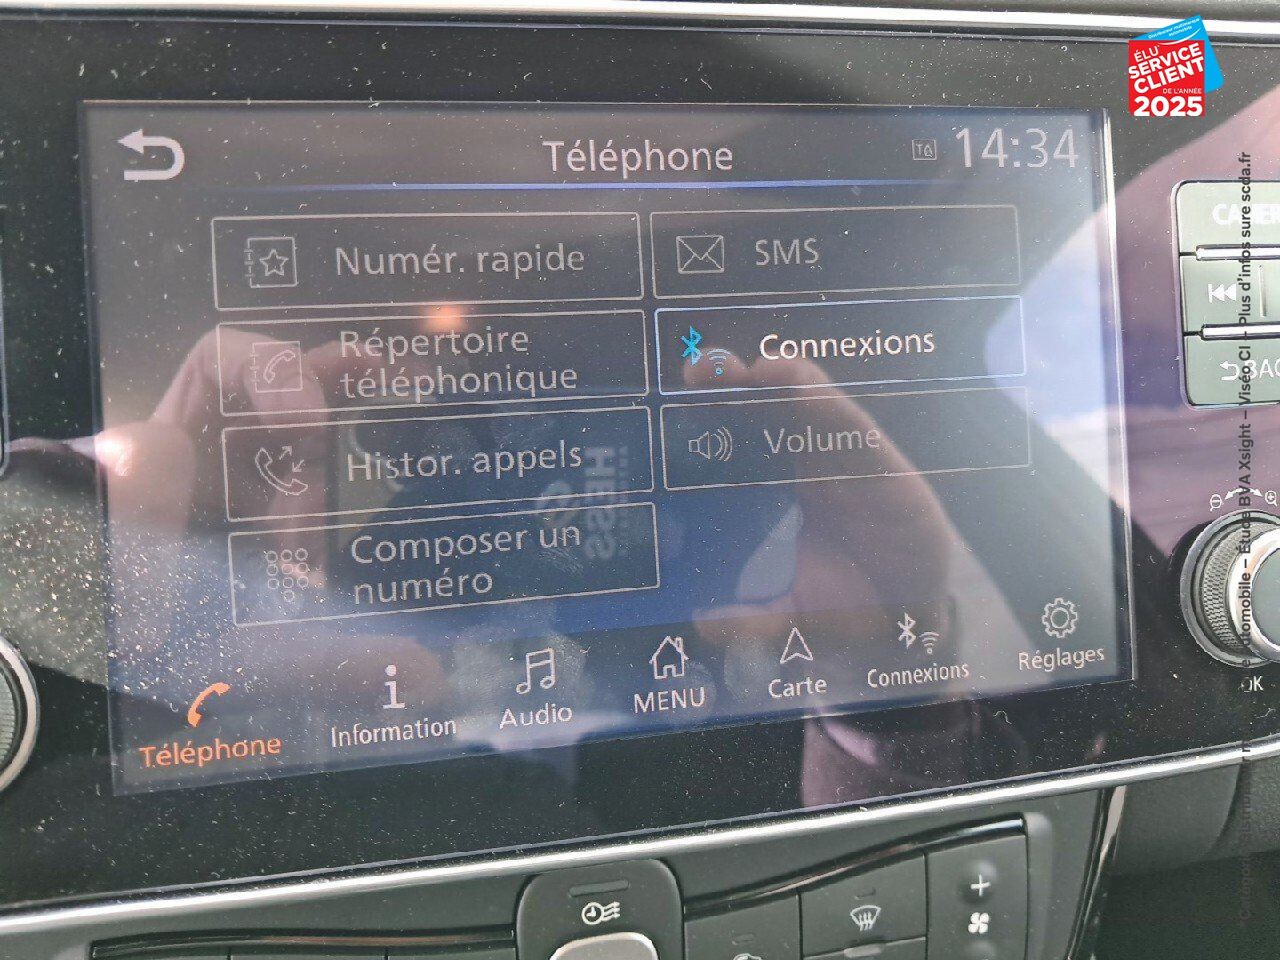 ÉLU
SERVICE
CLIENT
DE L'ANNÉE
2025
Téléphone
TA
14:34
Numér. rapide
SMS
Répertoire
téléphonique
Connexions
Histor. appels
Volume
Composer un
numéro
Téléphone
Information
Audio
MENU
Carte
Connexions
Réglages
OK